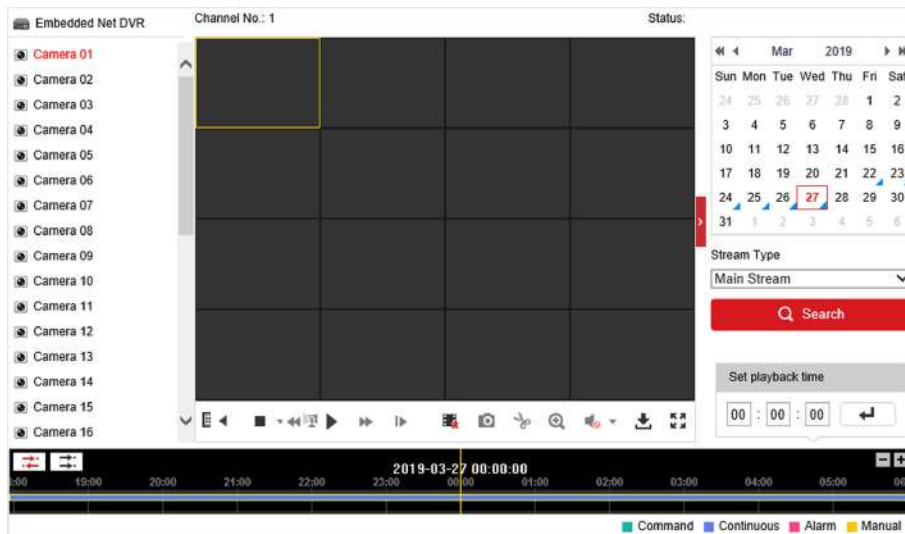 Embedded Net DVR
Camera 01
Camera 02
Camera 03
Camera 04
Camera 05
Camera 06
Camera 07
Camera 08
Camera 09
Camera 10
Camera 11
Camera 12
Camera 13
Camera 14
Camera 15
Camera 16
Channel No.: 1 Status:
Mar 2019
Sun Mon Tue Wed Thu Fri Sat
24 25 26 27 28 1 2
3 4 5 6 7 8 9
10 11 12 13 14 15 16
17 18 19 20 21 22 23
24 25 26 27 28 29 30
31 1 2 3 4 5 6
Stream Type
Main Stream
Search
Set playback time
00 : 00 : 00
2019-03-27 00:00:00
:00 19:00 20:00 21:00 22:00 23:00 00:00 01:00 02:00 03:00 04:00 05:00 06
Command Continuous Alarm Manual